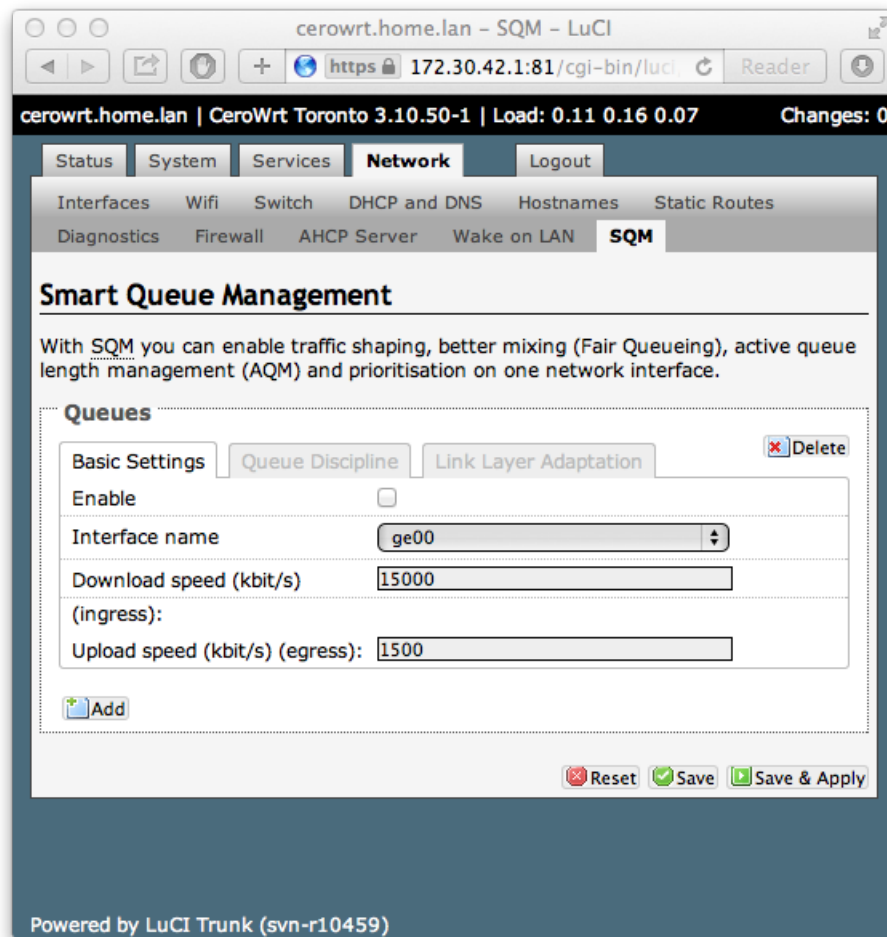 cerowrt.home.lan – SQM – LuCI
https 172.30.42.1:81/cgi-bin/luci Reader
cerowrt.home.lan | CeroWrt Toronto 3.10.50-1 | Load: 0.11 0.16 0.07 Changes: 0
Status System Services Network Logout
Interfaces Wifi Switch DHCP and DNS Hostnames Static Routes
Diagnostics Firewall AHCP Server Wake on LAN SQM
Smart Queue Management
With SQM you can enable traffic shaping, better mixing (Fair Queueing), active queue
length management (AQM) and prioritisation on one network interface.
Queues
Delete
Basic Settings Queue Discipline Link Layer Adaptation
Enable
Interface name ge00
Download speed (kbit/s) 15000
(ingress):
Upload speed (kbit/s) (egress): 1500
Add
Reset Save Save & Apply
Powered by LuCI Trunk (svn-r10459)